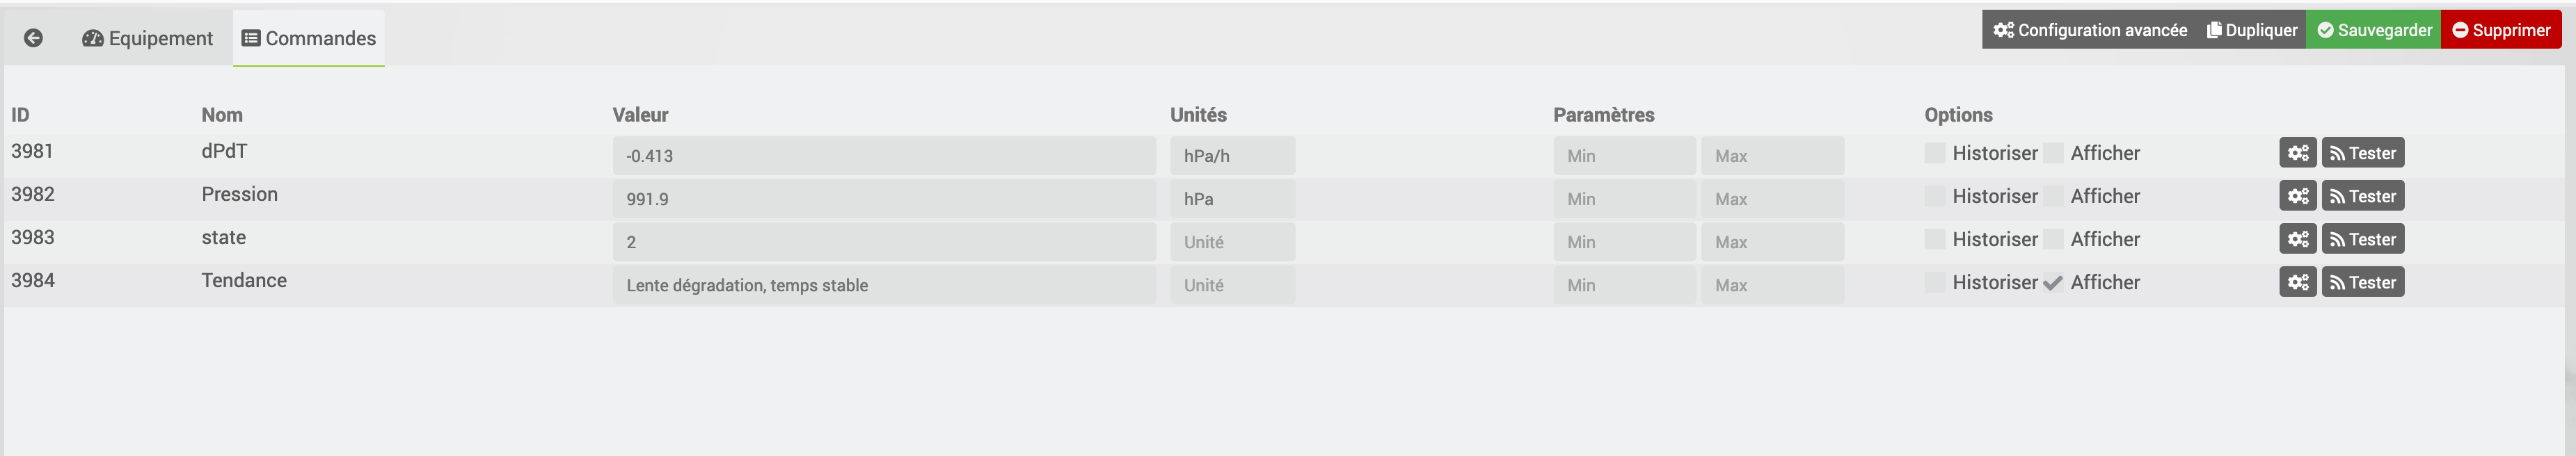 Equipement Commandes Configuration avancée Dupliquer Sauvegarder Supprimer
ID Nom Valeur Unités Paramètres Options
3981 dPdT -0.413 hPa/h Min Max Historiser Afficher Tester
3982 Pression 991.9 hPa Min Max Historiser Afficher Tester
3983 state 2 Unité Min Max Historiser Afficher Tester
3984 Tendance Lente dégradation, temps stable Unité Min Max Historiser Afficher Tester